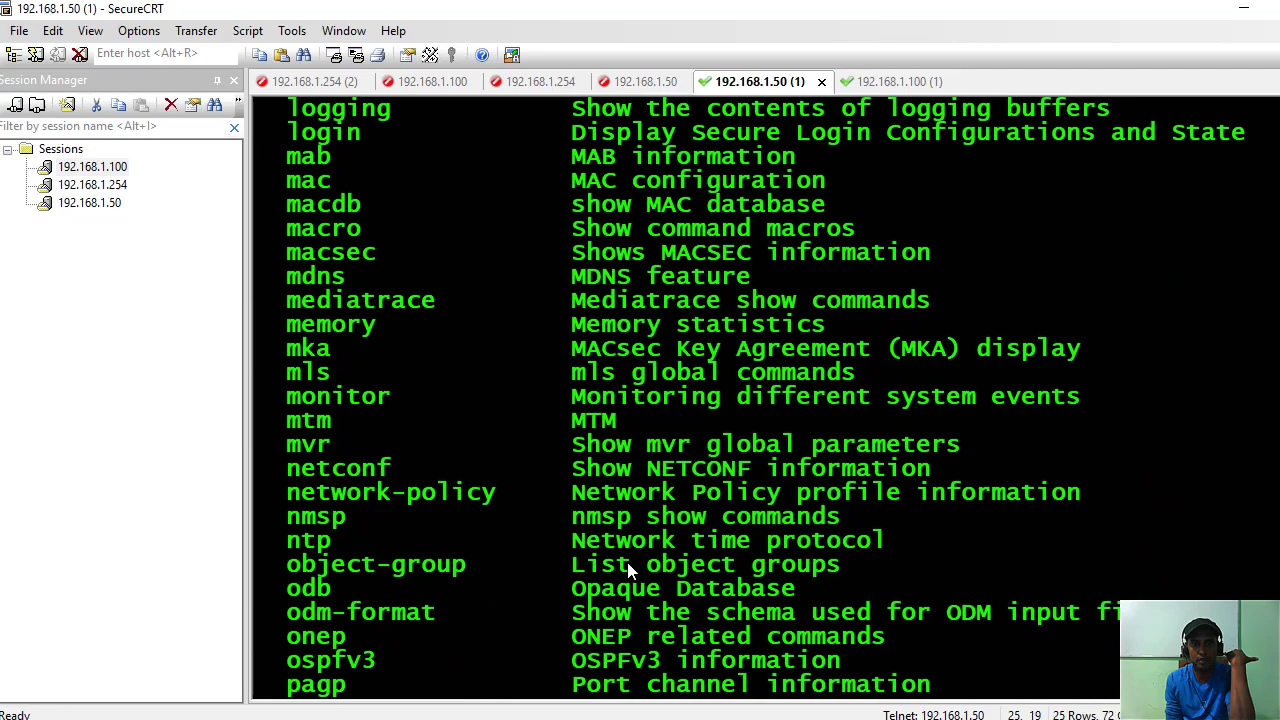 192.168.1.50 (1) - SecureCRT
File Edit View Options Transfer Script Tools Window Help
Enter host <Alt+R>
Session Manager
192.168.1.254 (2) 192.168.1.100 192.168.1.254 192.168.1.50 192.168.1.50 (1) 192.168.1.100 (1)
Filter by session name <Alt+I>
Sessions
192.168.1.100
192.168.1.254
192.168.1.50
logging Show the contents of logging buffers
login Display Secure Login Configurations and State
mab MAB information
mac MAC configuration
macdb show MAC database
macro Show command macros
macsec Shows MACSEC information
mdns MDNS feature
mediatrace Mediatrace show commands
memory Memory statistics
mka MACsec Key Agreement (MKA) display
mls mls global commands
monitor Monitoring different system events
mtm MTM
mvr Show mvr global parameters
netconf Show NETCONF information
network-policy Network Policy profile information
nmsp nmsp show commands
ntp Network time protocol
object-group List object groups
odb Opaque Database
odm-format Show the schema used for ODM input
onep ONEP related commands
ospfv3 OSPFv3 information
pagp Port channel information
Ready Telnet: 192.168.1.50 25, 19 25 Rows, 72